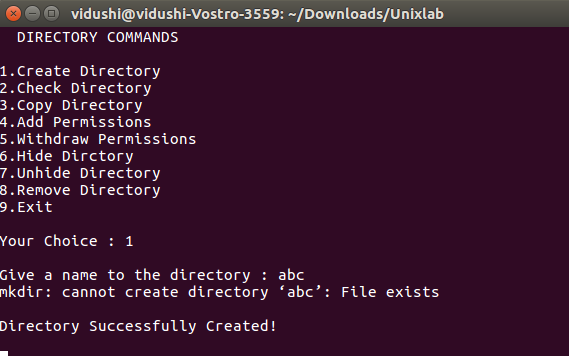 vidushi@vidushi-Vostro-3559: ~/Downloads/Unixlab
DIRECTORY COMMANDS
1.Create Directory
2.Check Directory
3.Copy Directory
4.Add Permissions
5.Withdraw Permissions
6.Hide Dirctory
7.Unhide Directory
8.Remove Directory
9.Exit
Your Choice : 1
Give a name to the directory : abc
mkdir: cannot create directory ‘abc’: File exists
Directory Successfully Created!